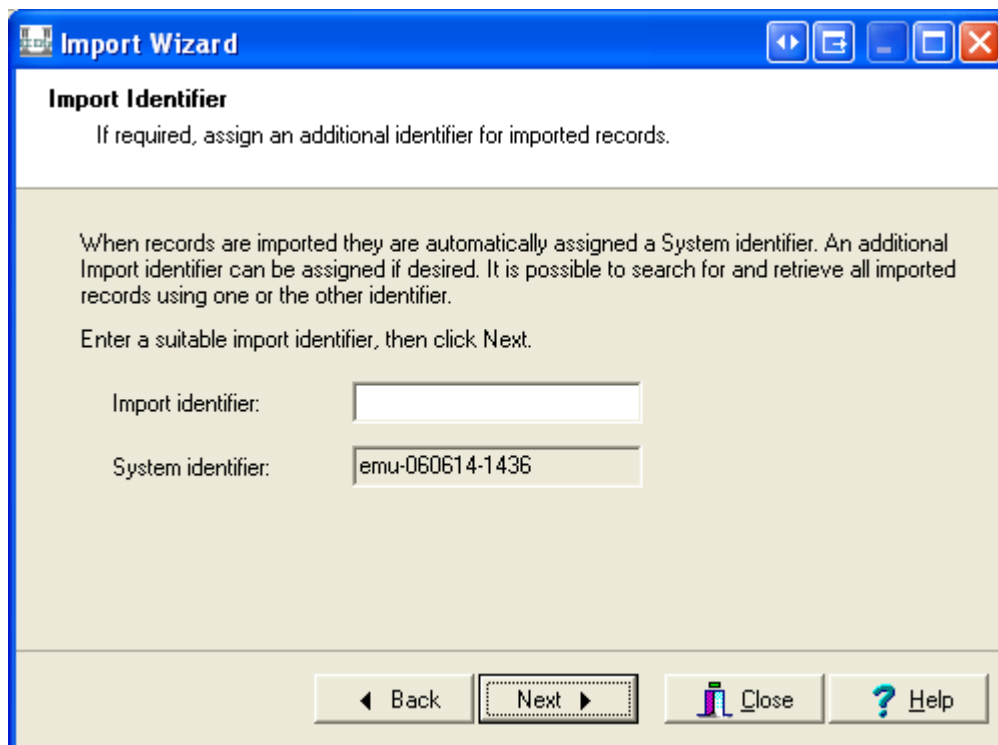 Import Wizard
Import Identifier
If required, assign an additional identifier for imported records.
When records are imported they are automatically assigned a System identifier. An additional
Import identifier can be assigned if desired. It is possible to search for and retrieve all imported
records using one or the other identifier.
Enter a suitable import identifier, then click Next.
Import identifier:
System identifier: emu-060614-1436
Back Next Close Help